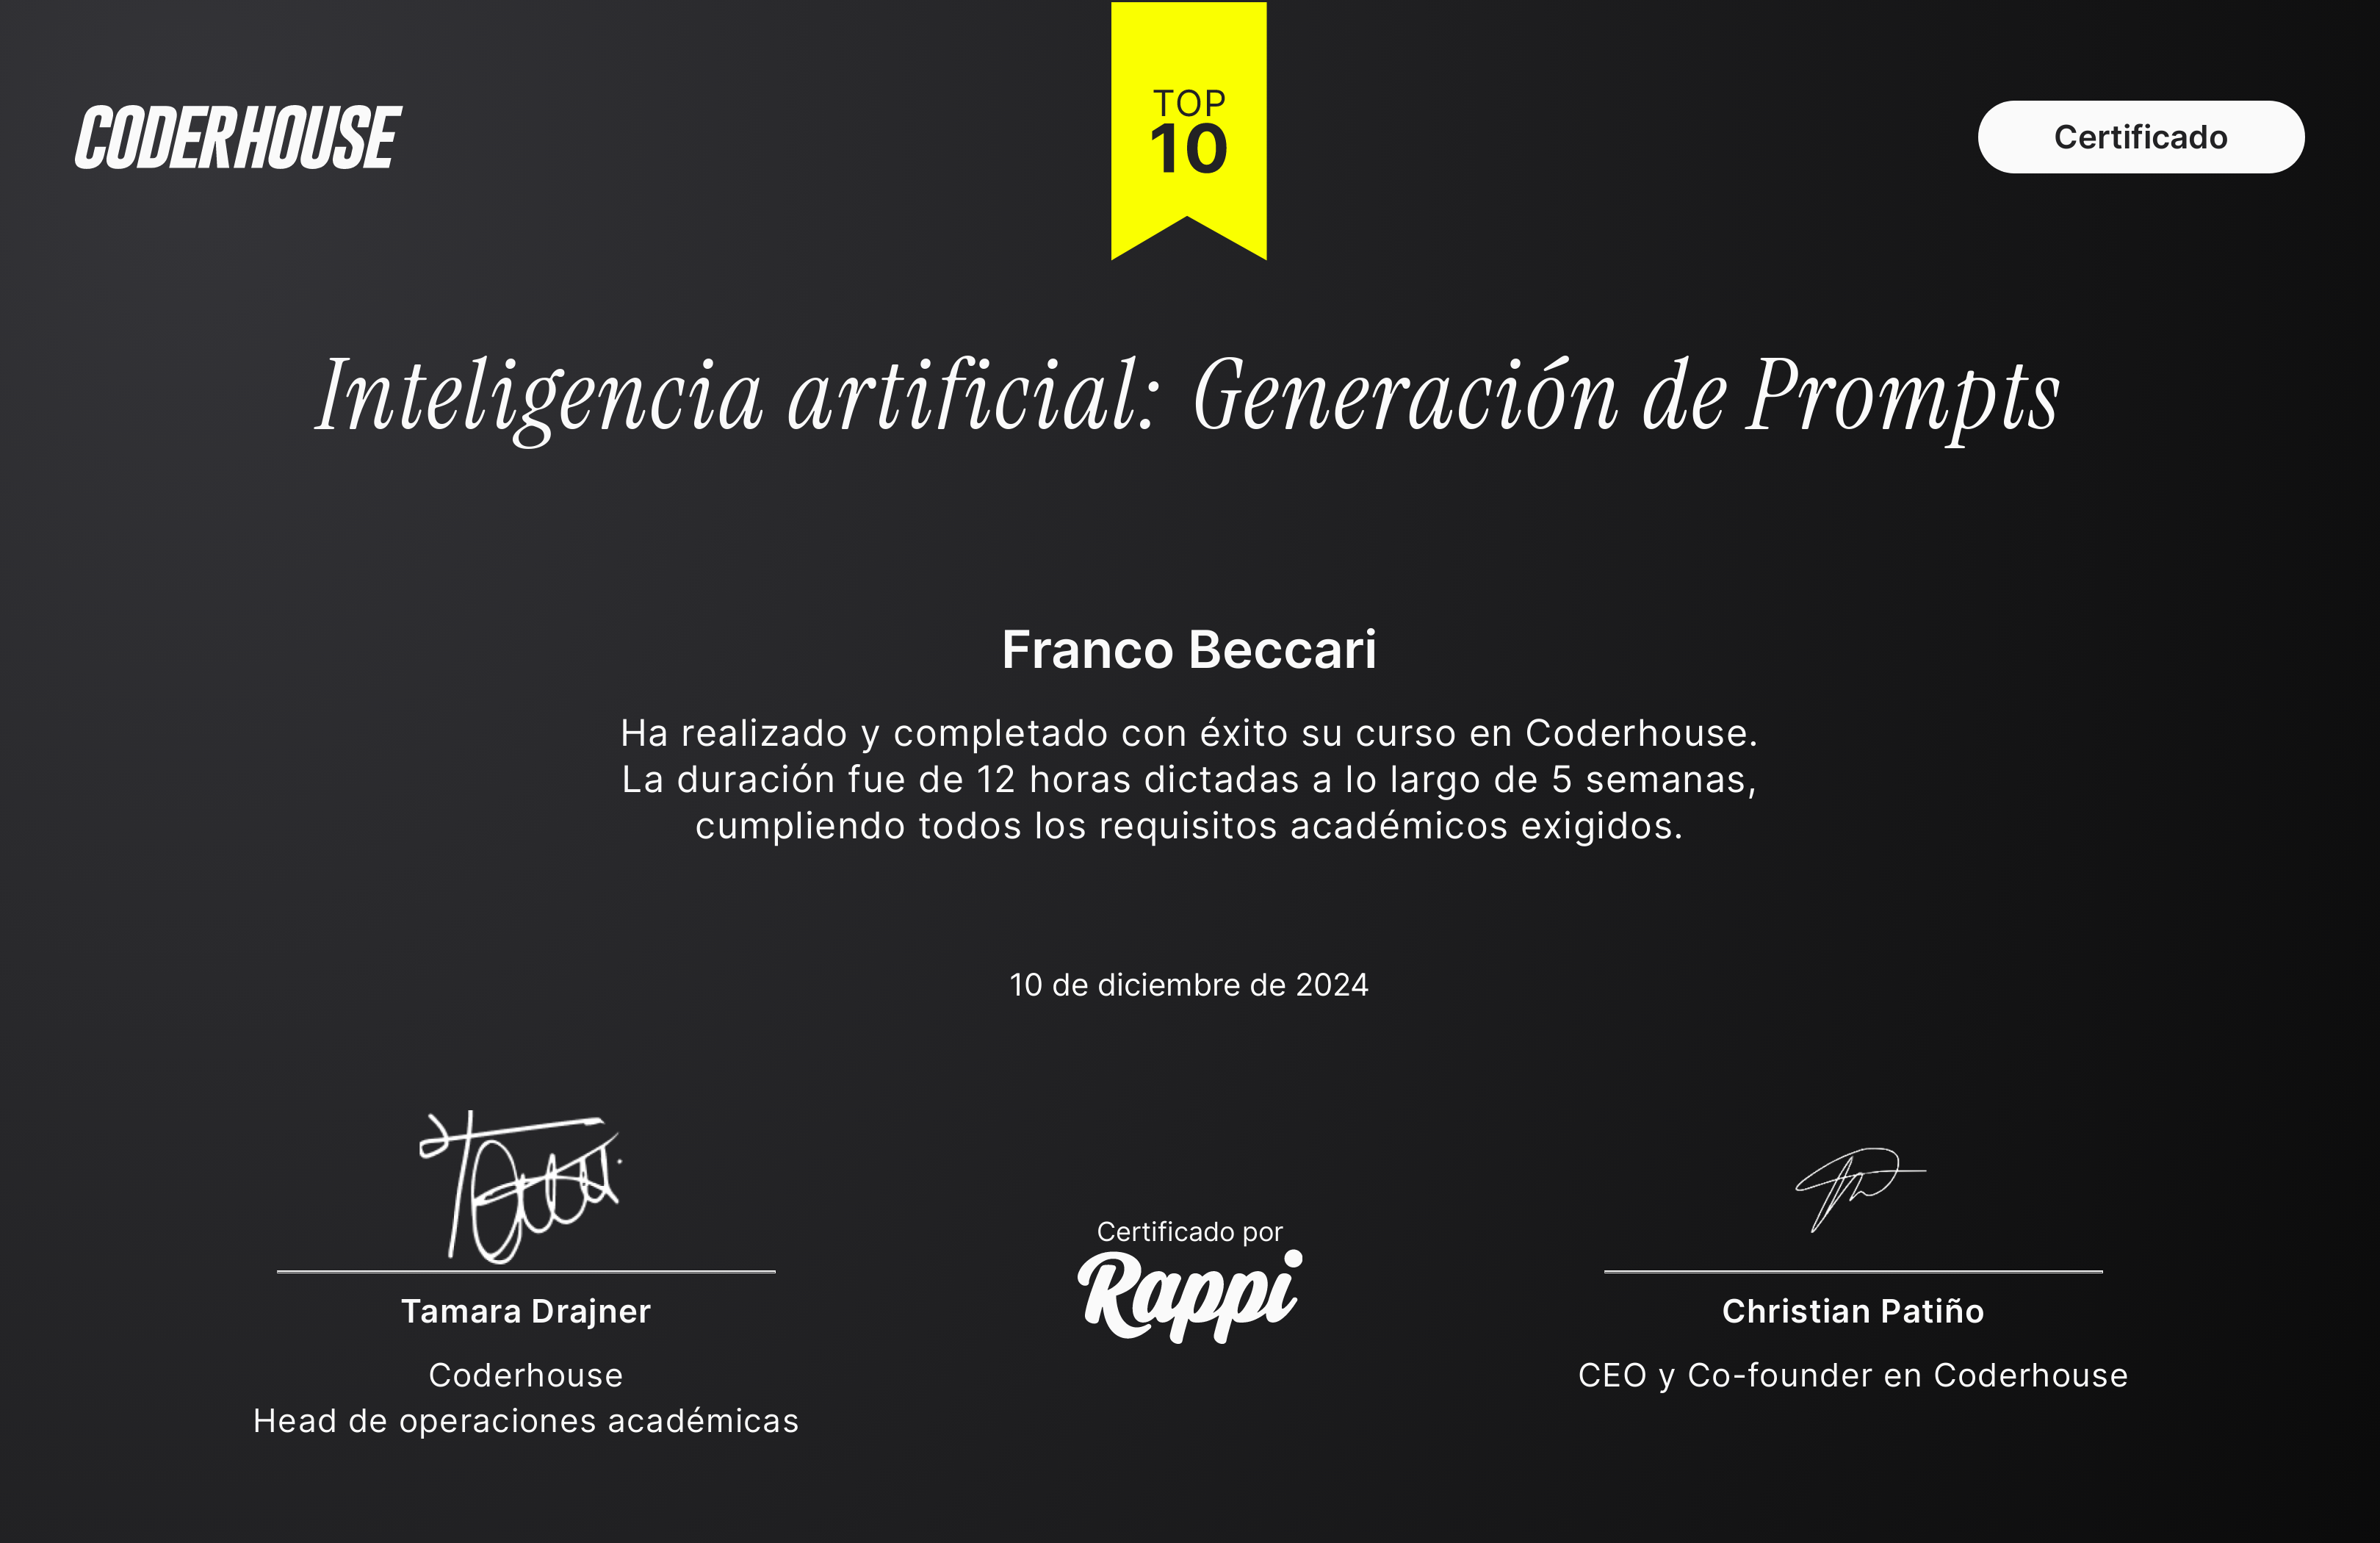 CODERHOUSE
TOP
10
Certificado
Inteligencia artificial: Generación de Prompts
Franco Beccari
Ha realizado y completado con éxito su curso en Coderhouse.
La duración fue de 12 horas dictadas a lo largo de 5 semanas,
cumpliendo todos los requisitos académicos exigidos.
10 de diciembre de 2024
Tamara Drajner
Coderhouse
Head de operaciones académicas
Certificado por
Rappi
Christian Patiño
CEO y Co-founder en Coderhouse